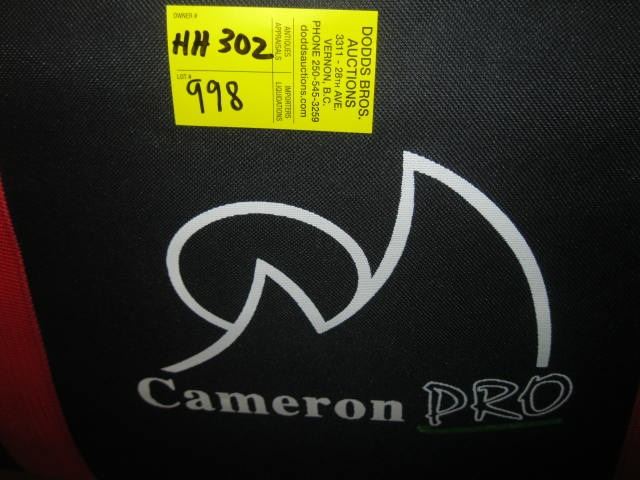 OWNER #
HH 302
LOT #
998
ANTIQUES
APPRAISALS
IMPORTERS
LIQUIDATIONS
DODDS BROS.
AUCTIONS
3311 - 28TH AVE.
VERNON, B.C.
PHONE 250-545-3259
doddsauctions.com
Cameron PRO